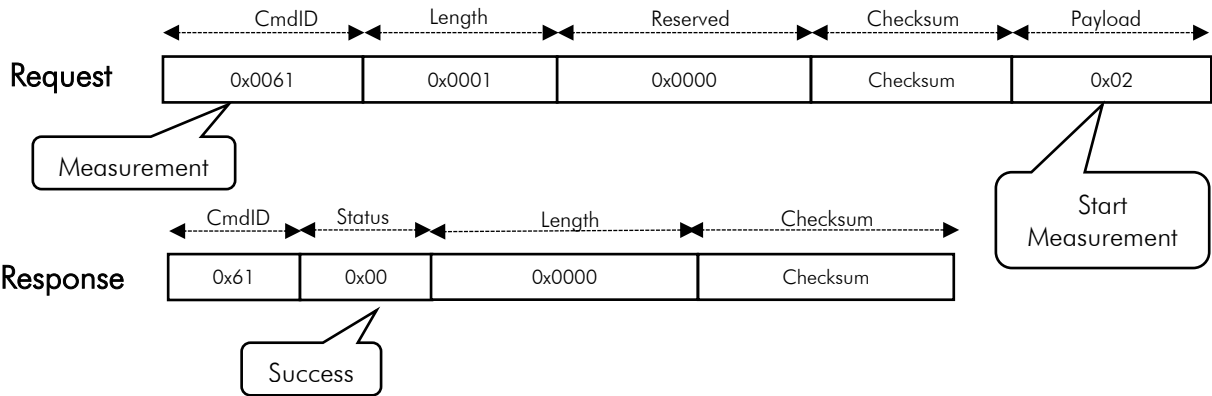 CmdID Length Reserved Checksum Payload
Request 0x0061 0x0001 0x0000 Checksum 0x02
Measurement
Start
Measurement
CmdID Status Length Checksum
Response 0x61 0x00 0x0000 Checksum
Success